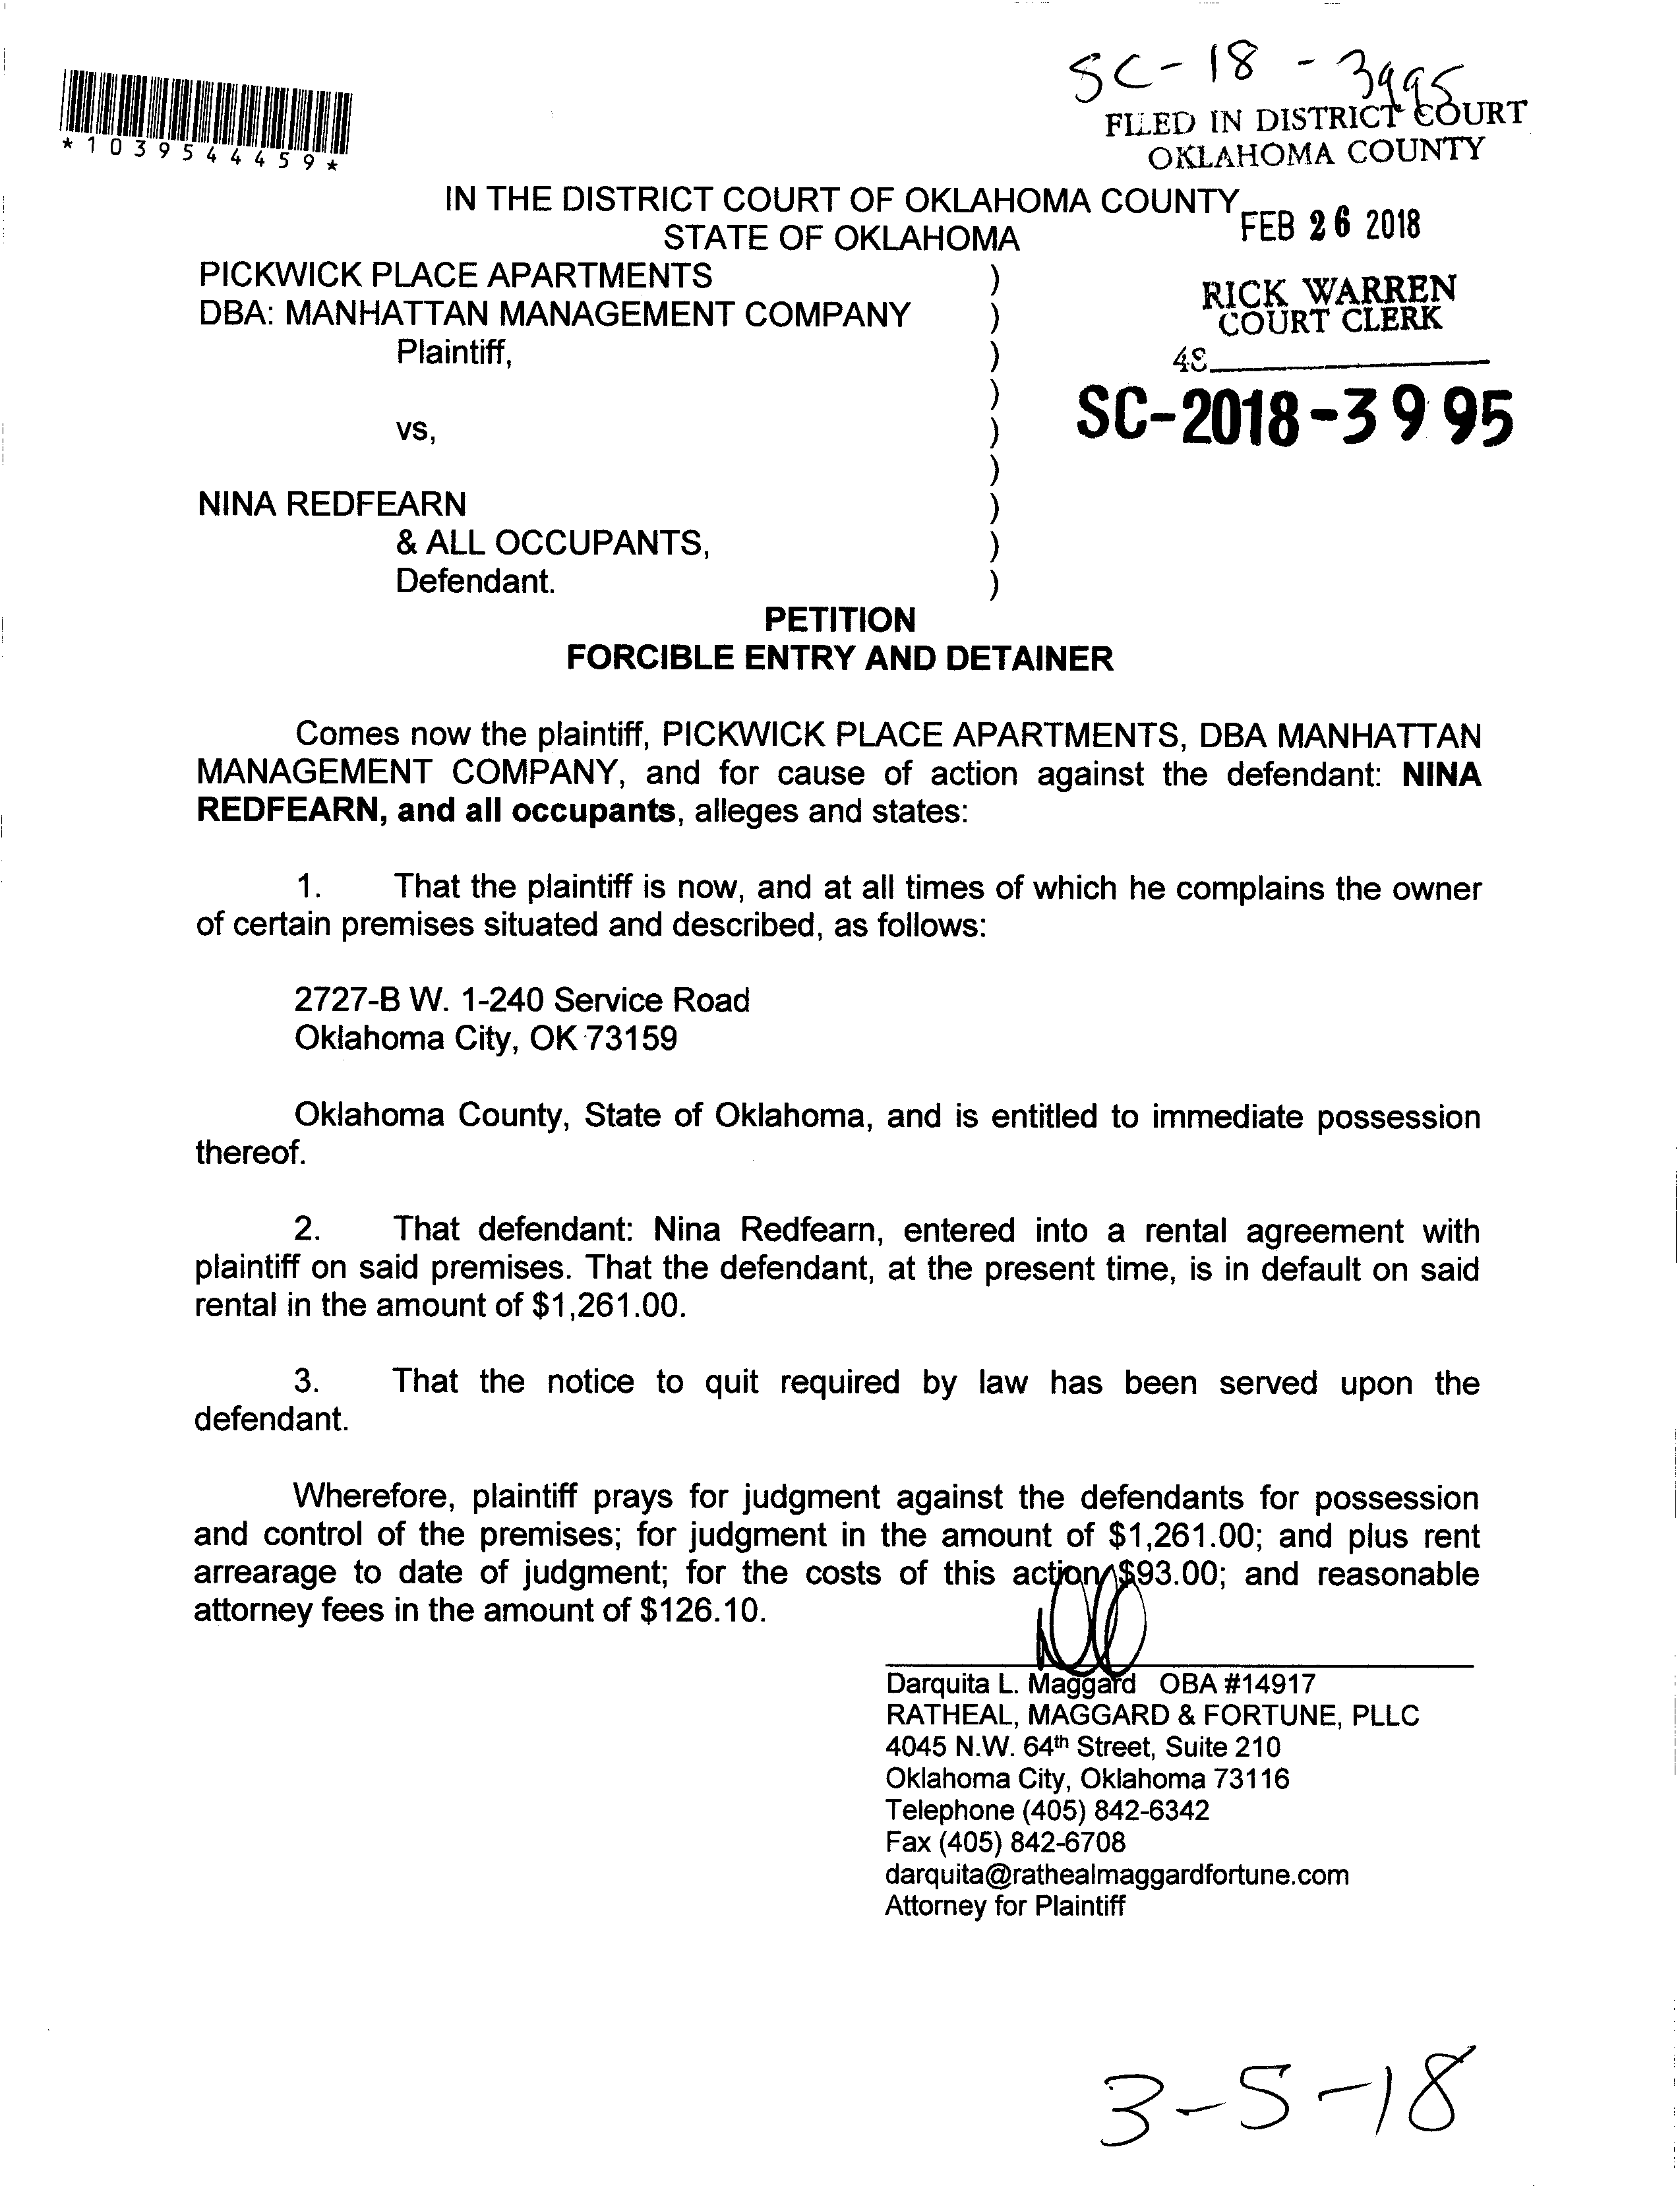 SC-18-3995
*1039544459*
FILED IN DISTRICT COURT
OKLAHOMA COUNTY
IN THE DISTRICT COURT OF OKLAHOMA COUNTY
STATE OF OKLAHOMA
FEB 26 2018
PICKWICK PLACE APARTMENTS )
DBA: MANHATTAN MANAGEMENT COMPANY )
Plaintiff, )
)
vs, )
)
NINA REDFEARN )
& ALL OCCUPANTS, )
Defendant. )
RICK WARREN
COURT CLERK
48
SC-2018-3995
PETITION
FORCIBLE ENTRY AND DETAINER
Comes now the plaintiff, PICKWICK PLACE APARTMENTS, DBA MANHATTAN
MANAGEMENT COMPANY, and for cause of action against the defendant: NINA
REDFEARN, and all occupants, alleges and states:
1. That the plaintiff is now, and at all times of which he complains the owner
of certain premises situated and described, as follows:
2727-B W. 1-240 Service Road
Oklahoma City, OK 73159
Oklahoma County, State of Oklahoma, and is entitled to immediate possession
thereof.
2. That defendant: Nina Redfearn, entered into a rental agreement with
plaintiff on said premises. That the defendant, at the present time, is in default on said
rental in the amount of $1,261.00.
3. That the notice to quit required by law has been served upon the
defendant.
Wherefore, plaintiff prays for judgment against the defendants for possession
and control of the premises; for judgment in the amount of $1,261.00; and plus rent
arrearage to date of judgment; for the costs of this action $93.00; and reasonable
attorney fees in the amount of $126.10.
Darquita L. Maggard OBA #14917
RATHEAL, MAGGARD & FORTUNE, PLLC
4045 N.W. 64th Street, Suite 210
Oklahoma City, Oklahoma 73116
Telephone (405) 842-6342
Fax (405) 842-6708
darquita@rathealmaggardfortune.com
Attorney for Plaintiff
3-5-18